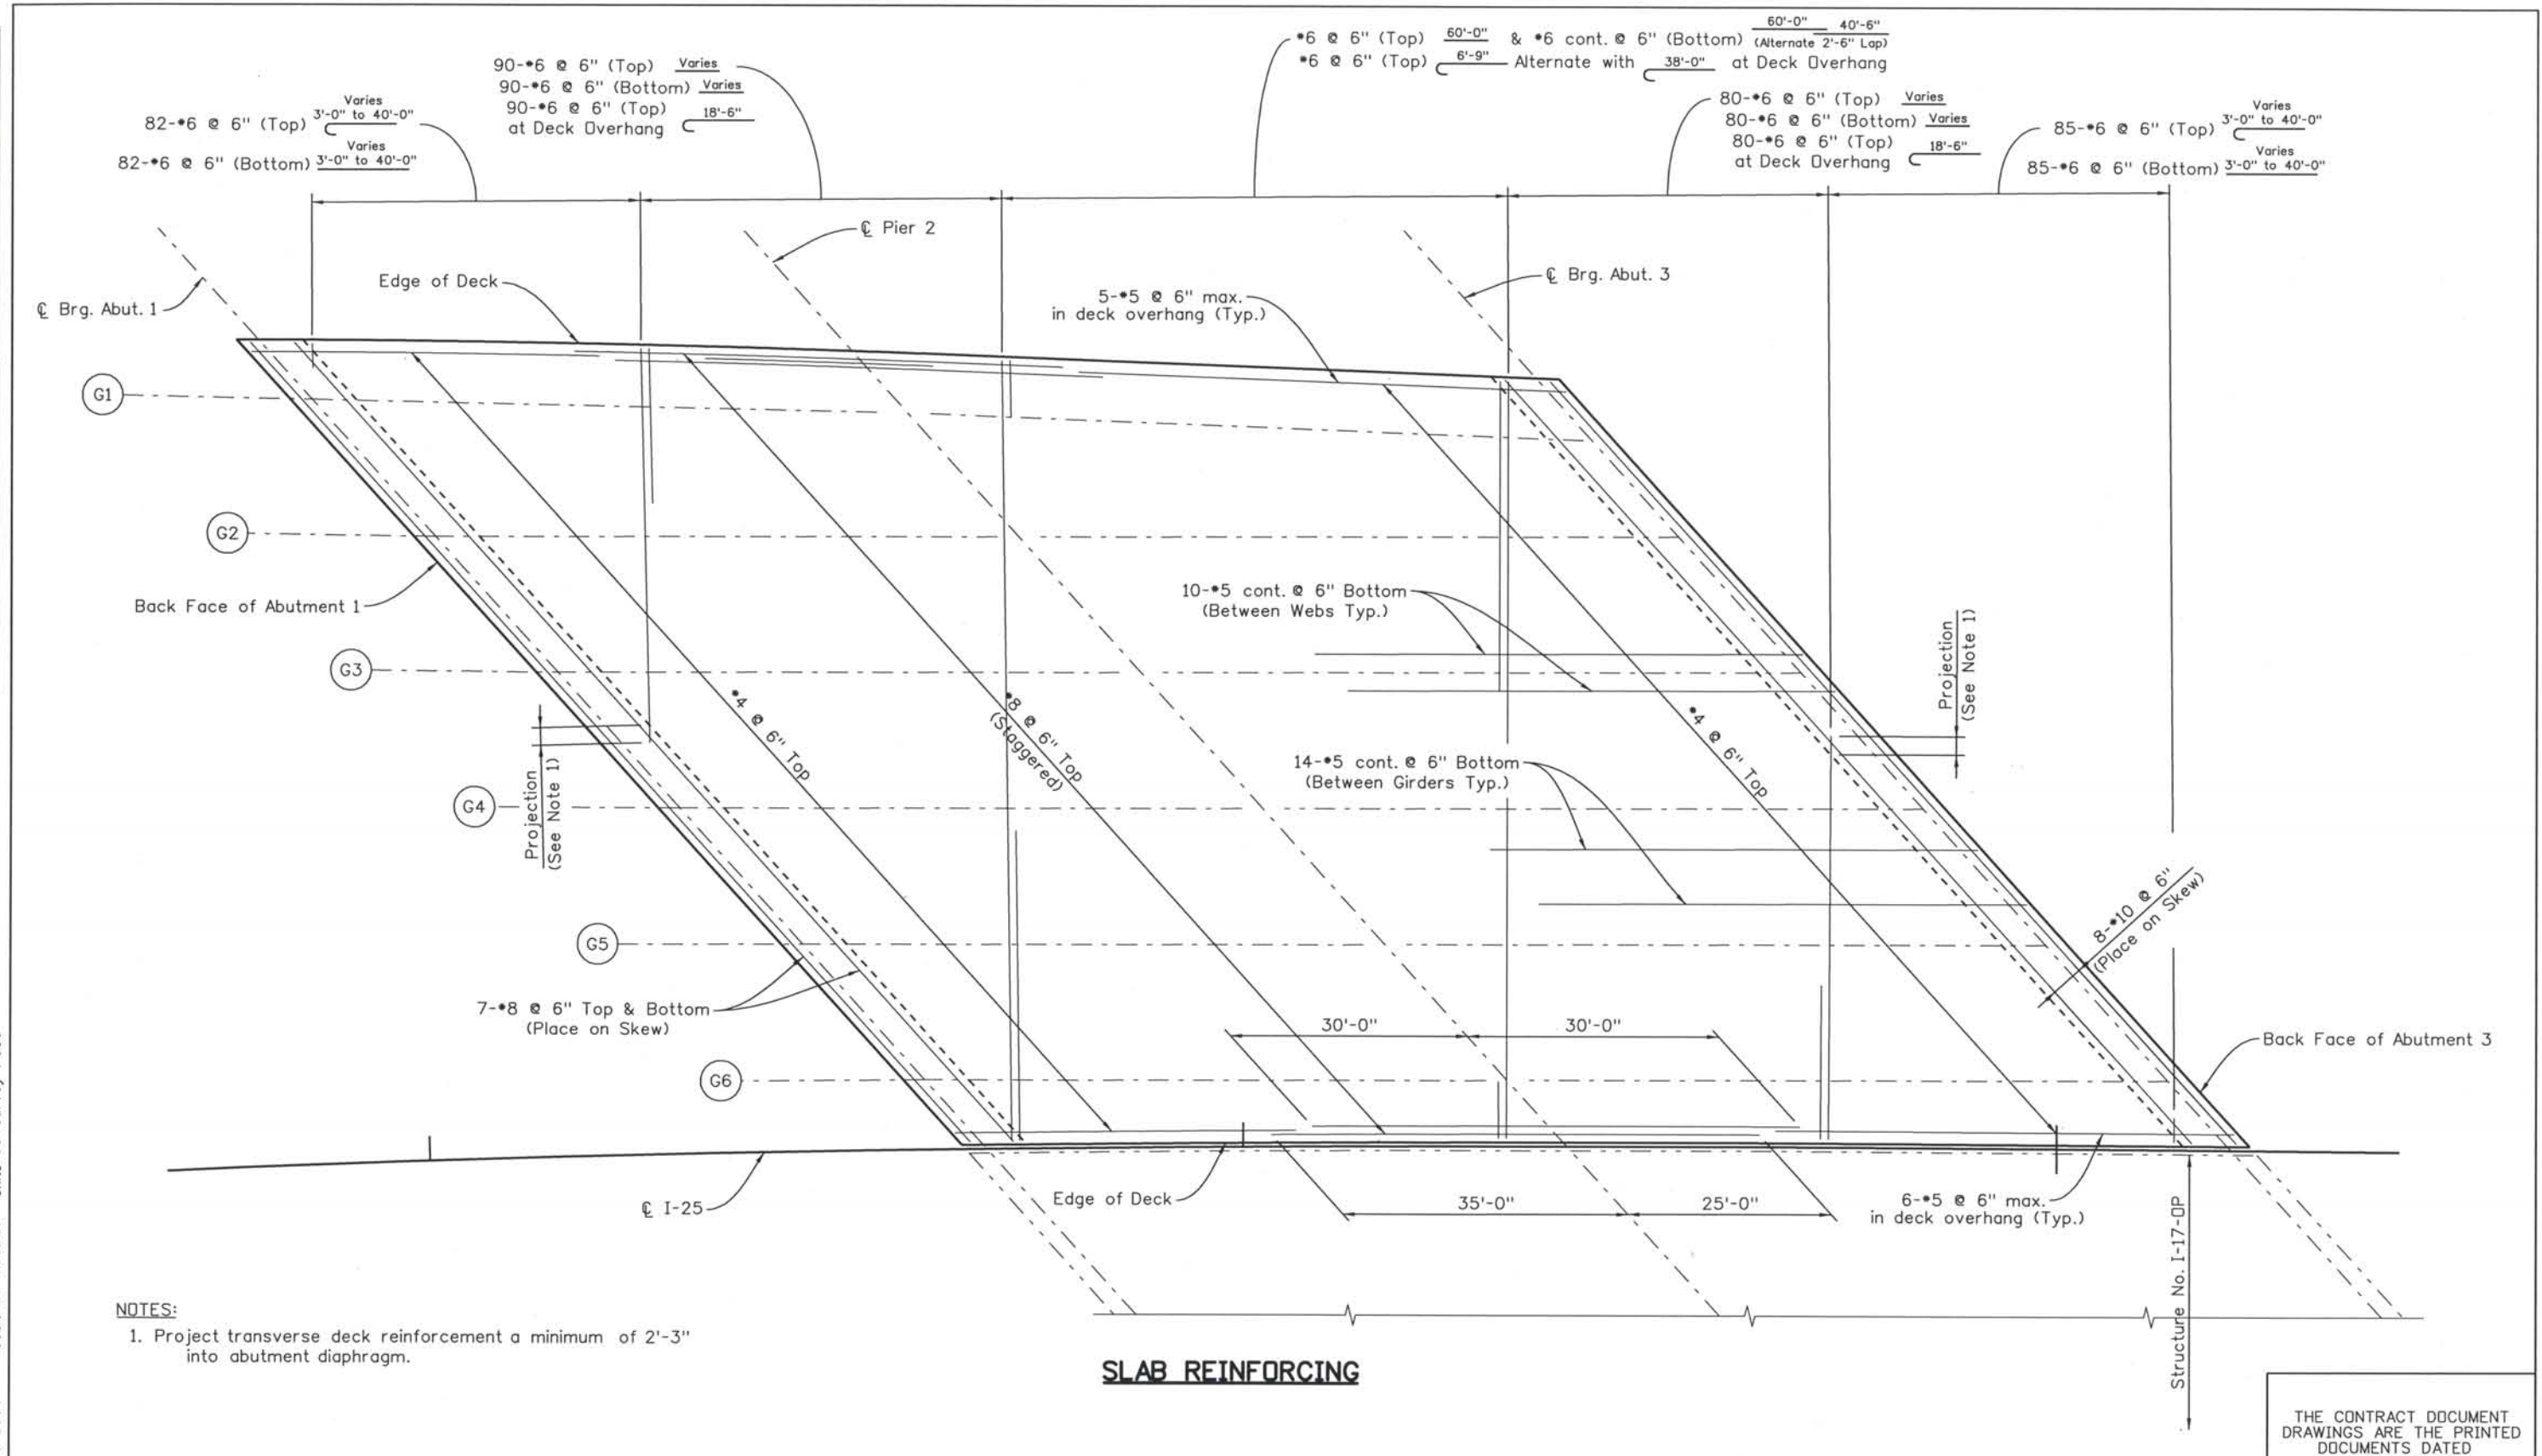 *6 @ 6" (Top) 60'-0" & *6 cont. @ 6" (Bottom) 60'-0" 40'-6" (Alternate 2'-6" Lap)
*6 @ 6" (Top) 6'-9" Alternate with 38'-0" at Deck Overhang
90-*6 @ 6" (Top) Varies
90-*6 @ 6" (Bottom) Varies
90-*6 @ 6" (Top)
at Deck Overhang 18'-6"
82-*6 @ 6" (Top) Varies 3'-0" to 40'-0"
82-*6 @ 6" (Bottom) Varies 3'-0" to 40'-0"
80-*6 @ 6" (Top) Varies
80-*6 @ 6" (Bottom) Varies
80-*6 @ 6" (Top)
at Deck Overhang 18'-6"
85-*6 @ 6" (Top) Varies 3'-0" to 40'-0"
85-*6 @ 6" (Bottom) Varies 3'-0" to 40'-0"
℄ Pier 2
Edge of Deck
℄ Brg. Abut. 1
℄ Brg. Abut. 3
5-*5 @ 6" max.
in deck overhang (Typ.)
G1
G2
Back Face of Abutment 1
10-*5 cont. @ 6" Bottom
(Between Webs Typ.)
Projection
(See Note 1)
G3
*4 @ 6" Top
*8 @ 6" Top
(Staggered)
*4 @ 6" Top
14-*5 cont. @ 6" Bottom
(Between Girders Typ.)
G4
Projection
(See Note 1)
8-*10 @ 6"
(Place on Skew)
G5
7-*8 @ 6" Top & Bottom
(Place on Skew)
30'-0" 30'-0"
Back Face of Abutment 3
G6
℄ I-25
Edge of Deck
35'-0" 25'-0"
6-*5 @ 6" max.
in deck overhang (Typ.)
Structure No. I-17-OP
NOTES:
1. Project transverse deck reinforcement a minimum of 2'-3"
into abutment diaphragm.
SLAB REINFORCING
THE CONTRACT DOCUMENT
DRAWINGS ARE THE PRINTED
DOCUMENTS DATED